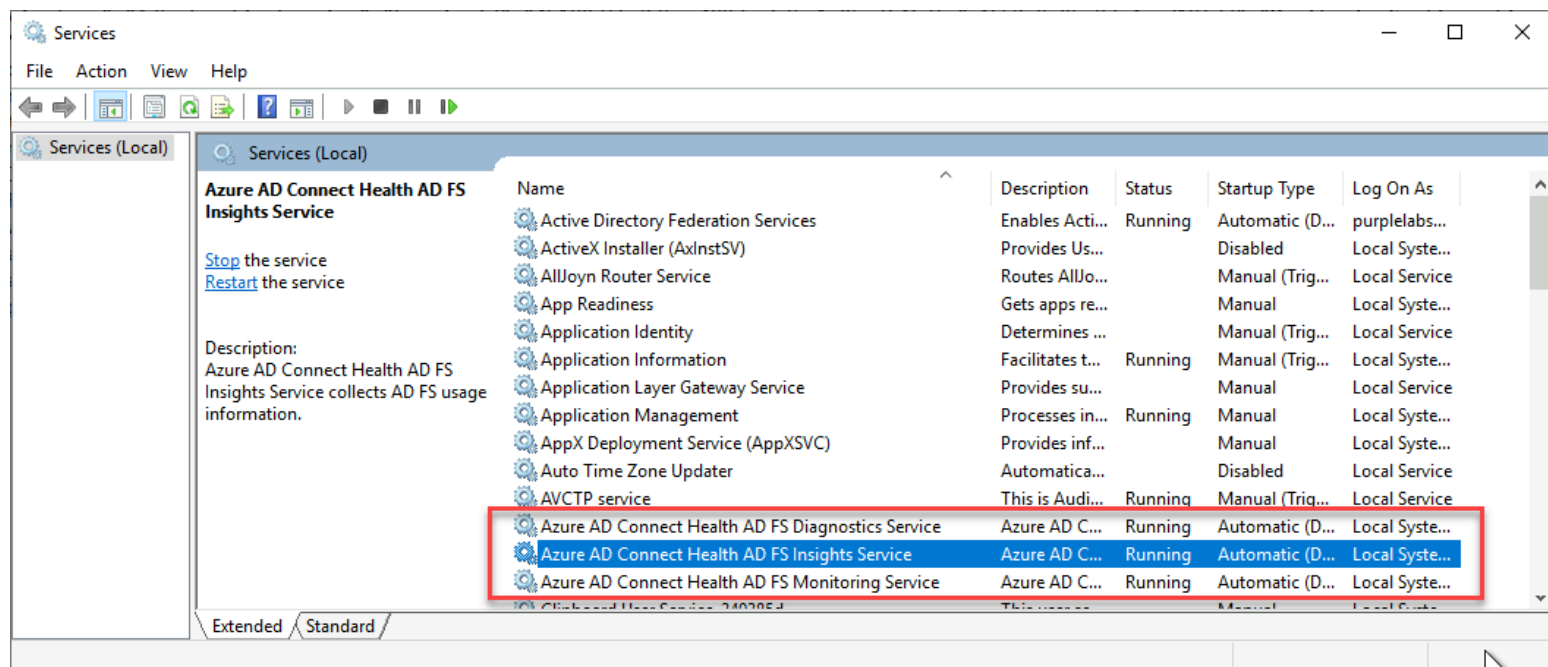 Services
File Action View Help
Services (Local)
Services (Local)
Azure AD Connect Health AD FS
Insights Service
Stop the service
Restart the service
Description:
Azure AD Connect Health AD FS
Insights Service collects AD FS usage
information.
Name Description Status Startup Type Log On As
Active Directory Federation Services Enables Acti... Running Automatic (D... purplelabs...
ActiveX Installer (AxInstSV) Provides Us... Disabled Local Syste...
AllJoyn Router Service Routes AllJo... Manual (Trig... Local Service
App Readiness Gets apps re... Manual Local Syste...
Application Identity Determines ... Manual (Trig... Local Service
Application Information Facilitates t... Running Manual (Trig... Local Syste...
Application Layer Gateway Service Provides su... Manual Local Service
Application Management Processes in... Running Manual Local Syste...
AppX Deployment Service (AppXSVC) Provides inf... Manual Local Syste...
Auto Time Zone Updater Automatica... Disabled Local Service
AVCTP service This is Audi... Running Manual (Trig... Local Service
Azure AD Connect Health AD FS Diagnostics Service Azure AD C... Running Automatic (D... Local Syste...
Azure AD Connect Health AD FS Insights Service Azure AD C... Running Automatic (D... Local Syste...
Azure AD Connect Health AD FS Monitoring Service Azure AD C... Running Automatic (D... Local Syste...
Extended Standard